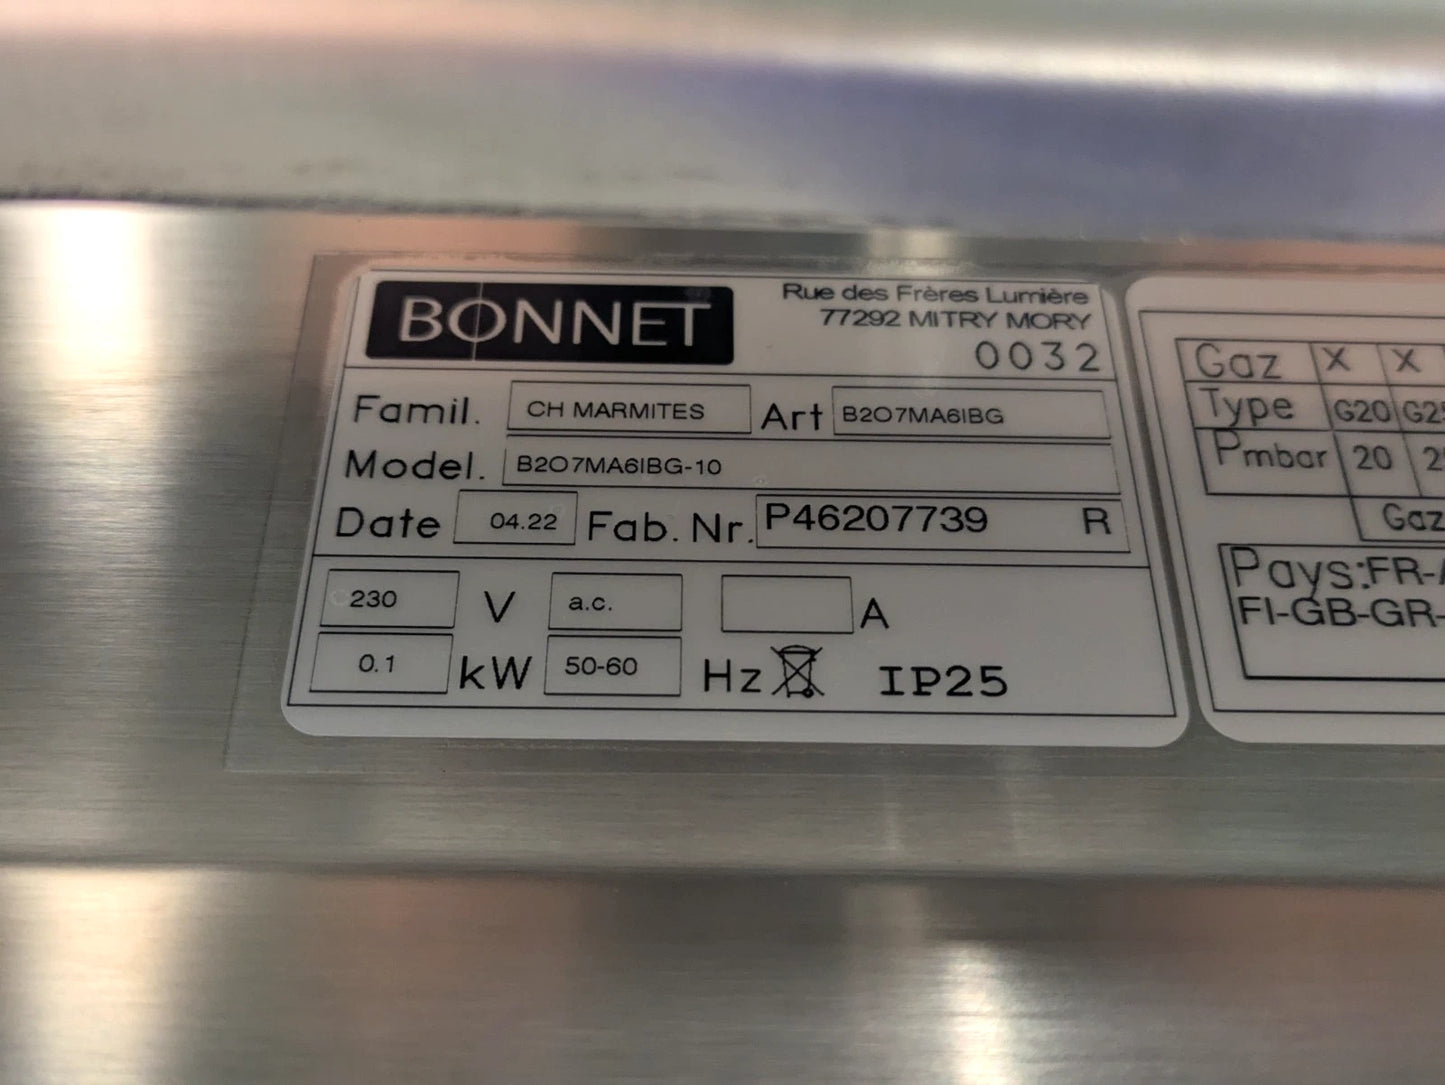 BONNET
Rue des Frères Lumière
77292 MITRY MORY
0032
Famil. CH MARMITES Art B2O7MA6IBG
Model. B2O7MA6IBG-10
Date 04.22 Fab. Nr. P46207739 R
230 V a.c. A
0.1 kW 50-60 Hz IP25
Gaz X X
Type G20
Pmbar 20
Gaz
Pays:FR-
FI-GB-GR-